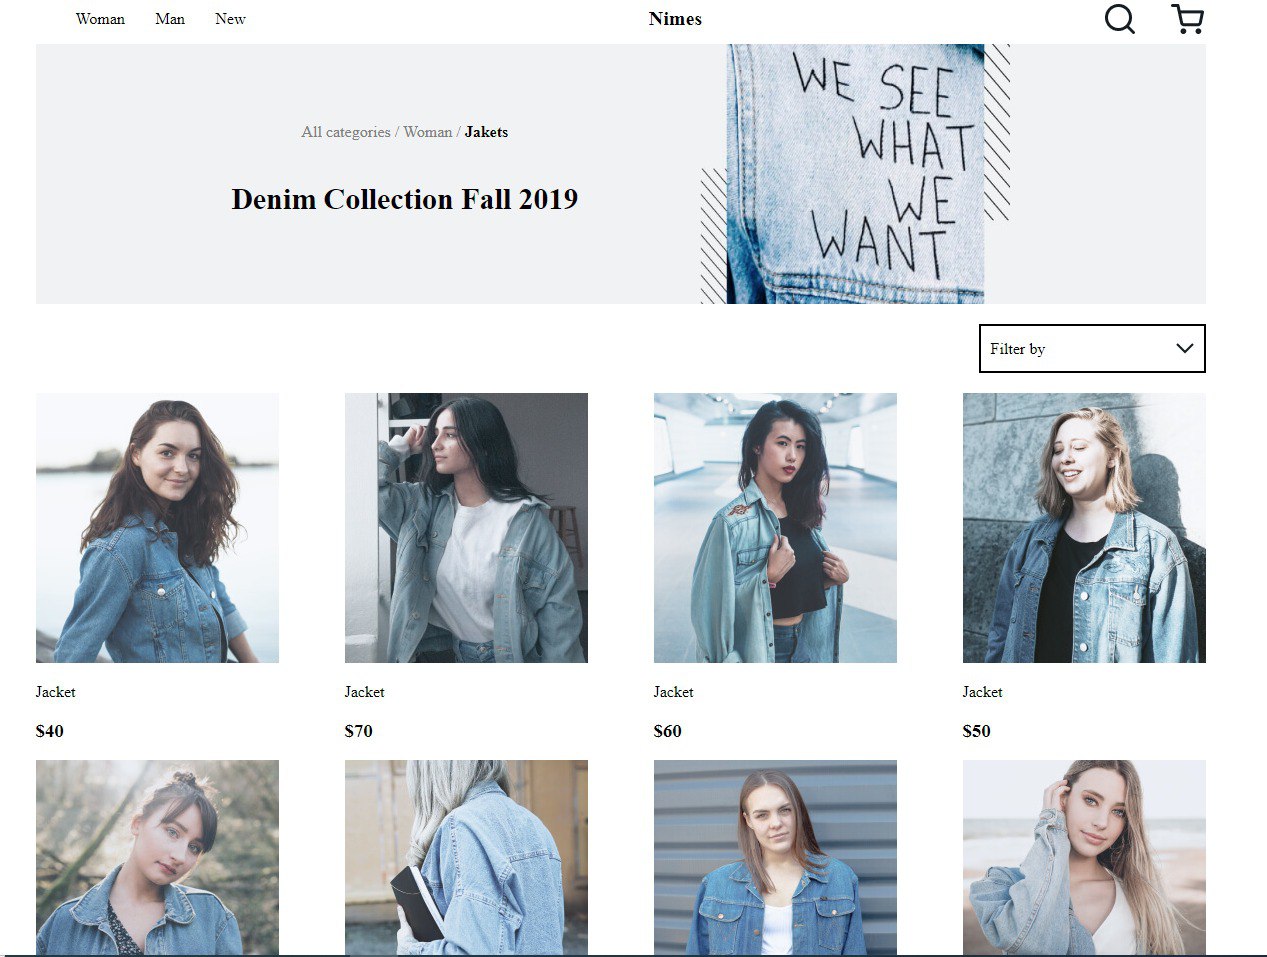 Woman Man New Nimes
All categories / Woman / Jakets
Denim Collection Fall 2019
WE SEE
WHAT
WE
WANT
Filter by
Jacket Jacket Jacket Jacket
$40 $70 $60 $50